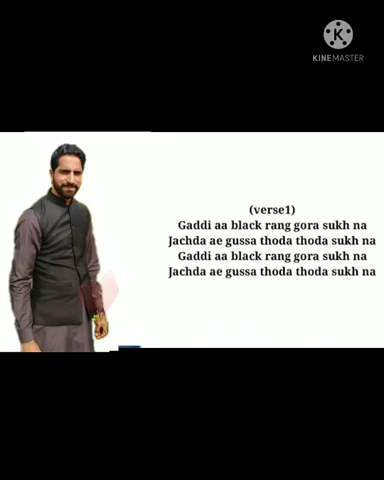 K
KINEMASTER
(verse1)
Gaddi aa black rang gora sukh na
Jachda ae gussa thoda thoda sukh na
Gaddi aa black rang gora sukh na
Jachda ae gussa thoda thoda sukh na